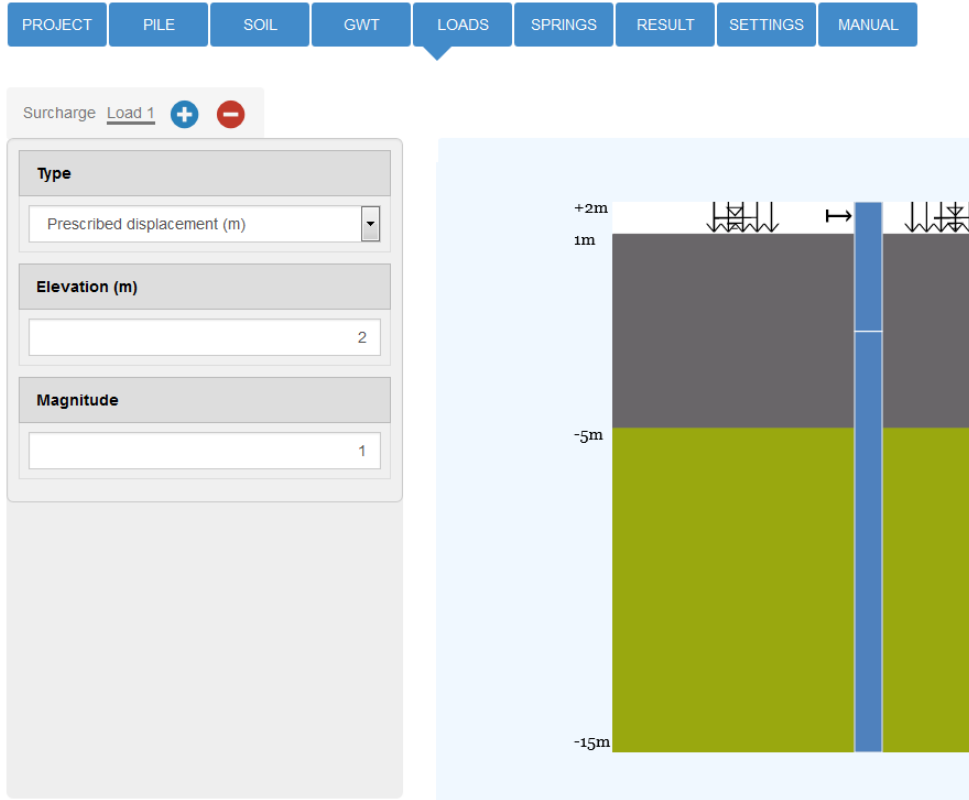 PROJECT PILE SOIL GWT LOADS SPRINGS RESULT SETTINGS MANUAL
Surcharge Load 1
Type
Prescribed displacement (m)
Elevation (m)
2
Magnitude
1
+2m
1m
-5m
-15m